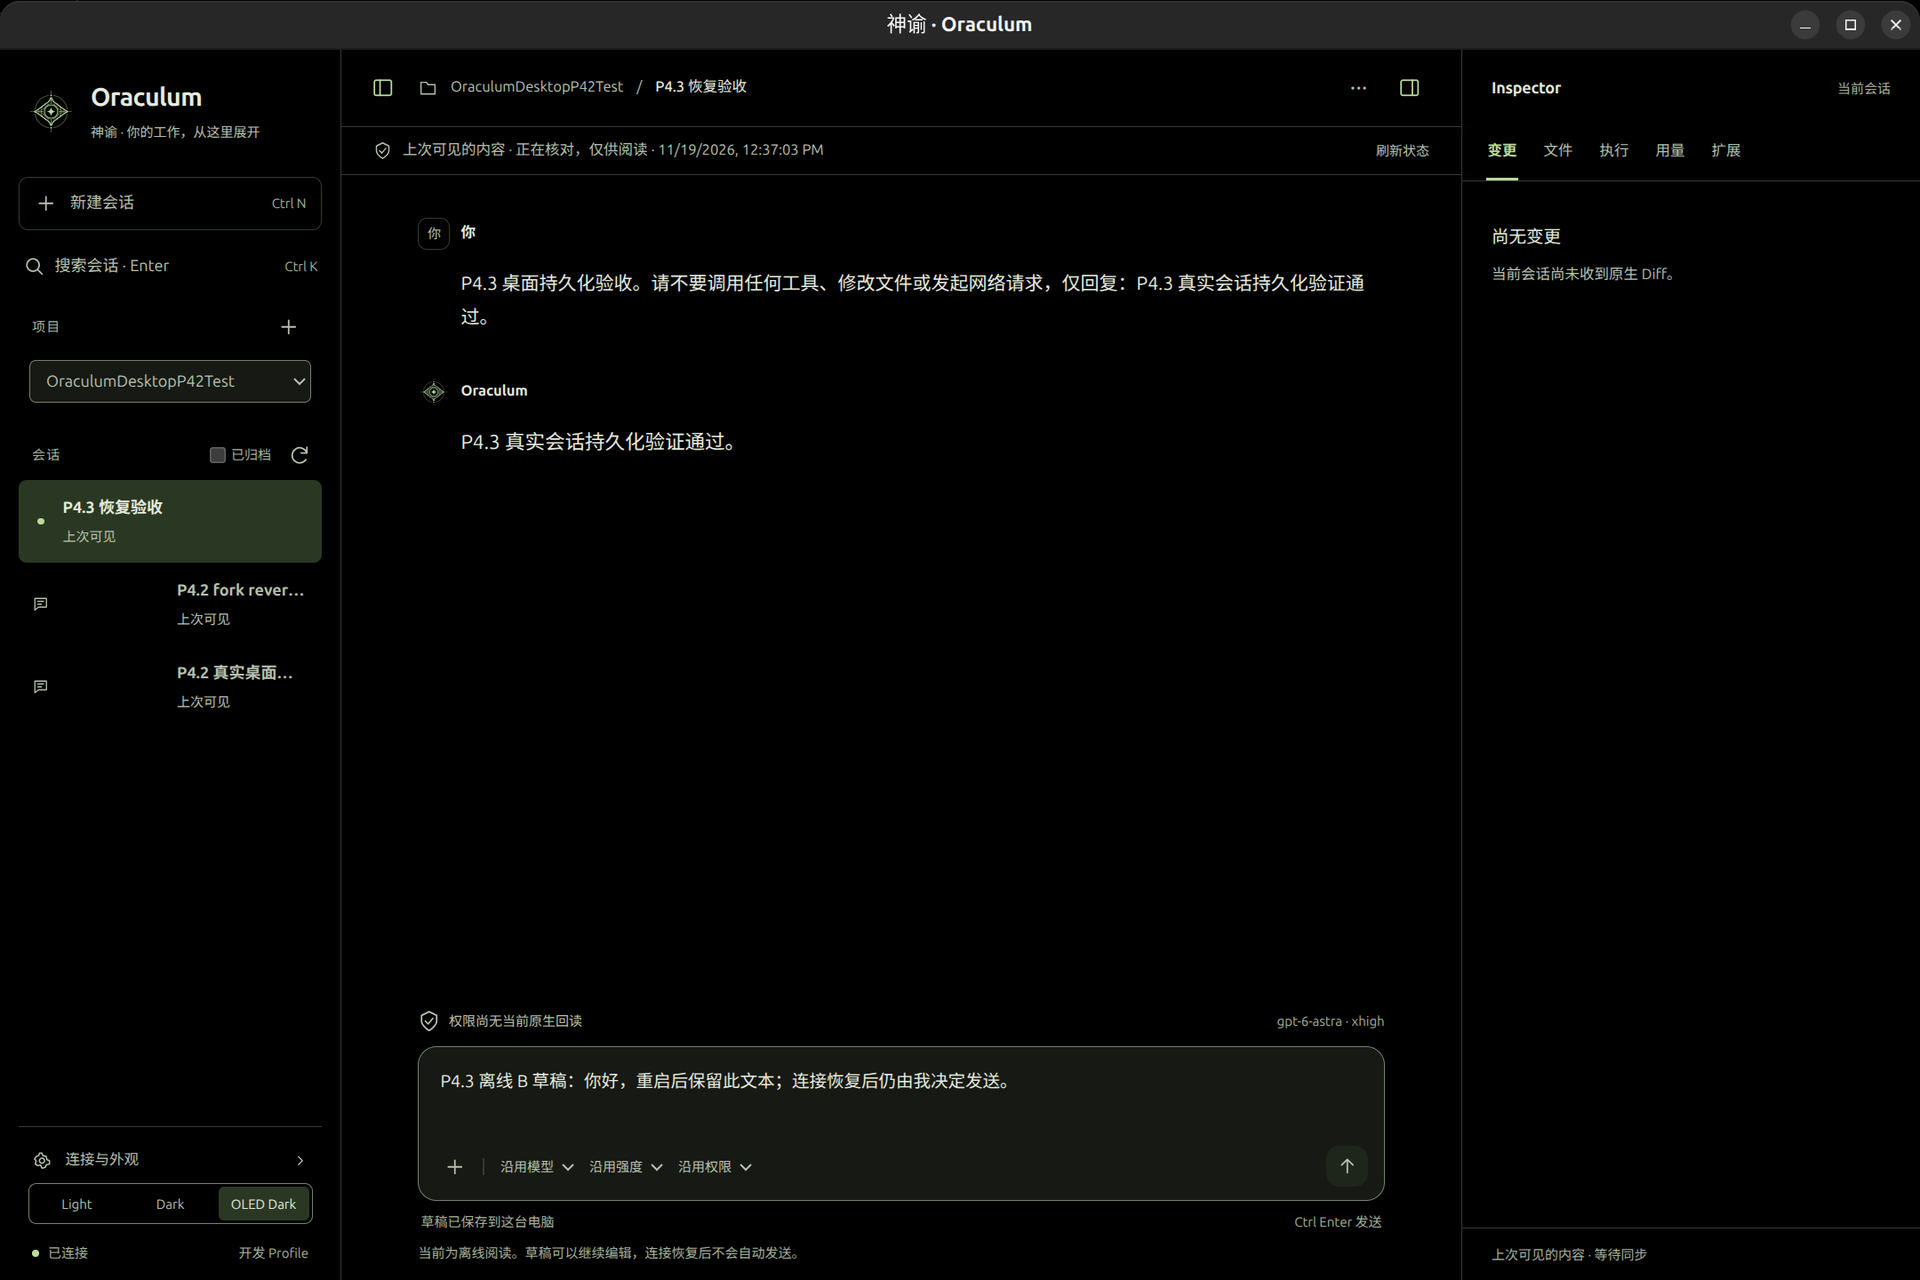 神谕 · Oraculum
Oraculum
神谕 · 你的工作，从这里展开
新建会话 Ctrl N
搜索会话 · Enter Ctrl K
项目
OraculumDesktopP42Test
会话 已归档
P4.3 恢复验收
上次可见
P4.2 fork rever…
上次可见
P4.2 真实桌面…
上次可见
连接与外观
Light Dark OLED Dark
已连接 开发 Profile
OraculumDesktopP42Test / P4.3 恢复验收
上次可见的内容 · 正在核对，仅供阅读 · 11/19/2026, 12:37:03 PM 刷新状态
你 你
P4.3 桌面持久化验收。请不要调用任何工具、修改文件或发起网络请求，仅回复：P4.3 真实会话持久化验证通
过。
Oraculum
P4.3 真实会话持久化验证通过。
权限尚无当前原生回读 gpt-6-astra · xhigh
P4.3 离线 B 草稿：你好，重启后保留此文本；连接恢复后仍由我决定发送。
沿用模型 沿用强度 沿用权限
草稿已保存到这台电脑 Ctrl Enter 发送
当前为离线阅读。草稿可以继续编辑，连接恢复后不会自动发送。
Inspector 当前会话
变更 文件 执行 用量 扩展
尚无变更
当前会话尚未收到原生 Diff。
上次可见的内容 · 等待同步